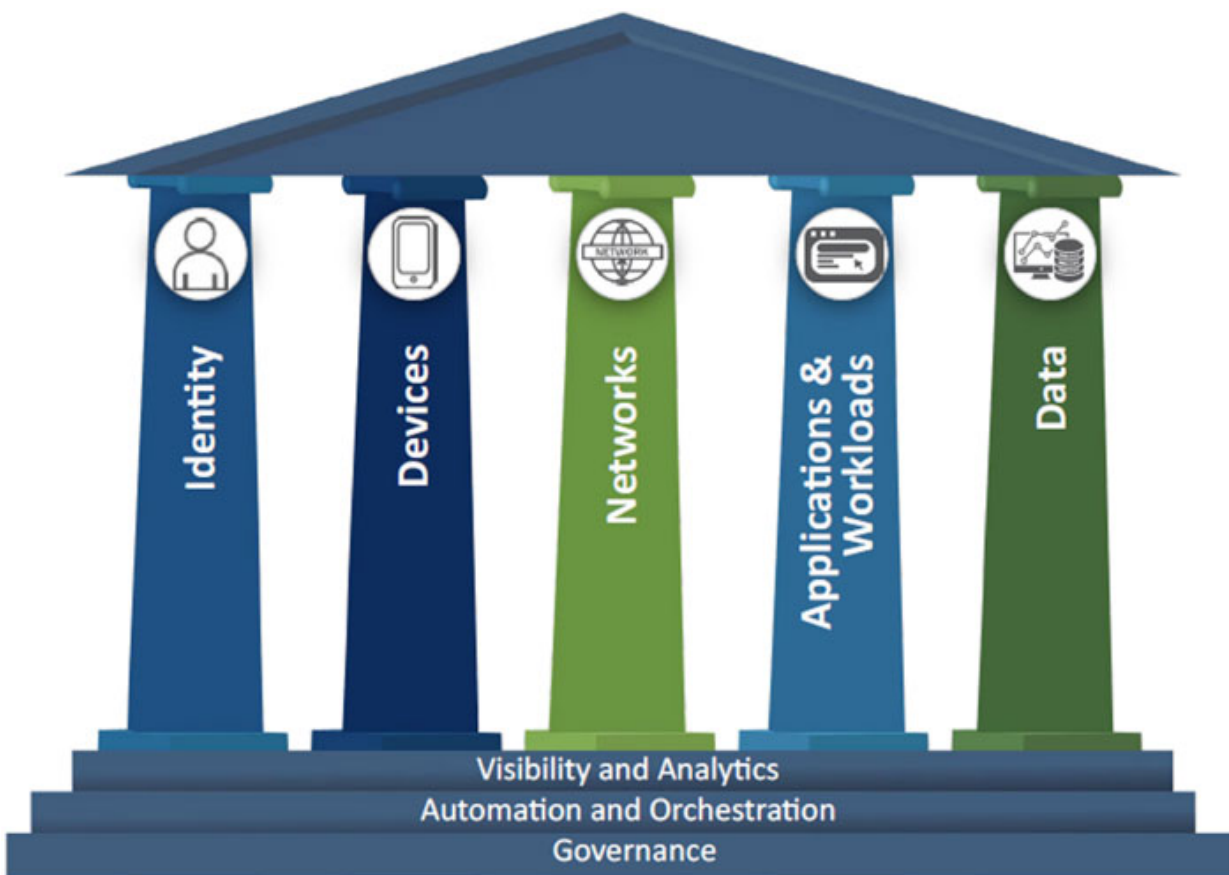 NETWORK
Identity
Devices
Networks
Applications &
Workloads
Data
Visibility and Analytics
Automation and Orchestration
Governance